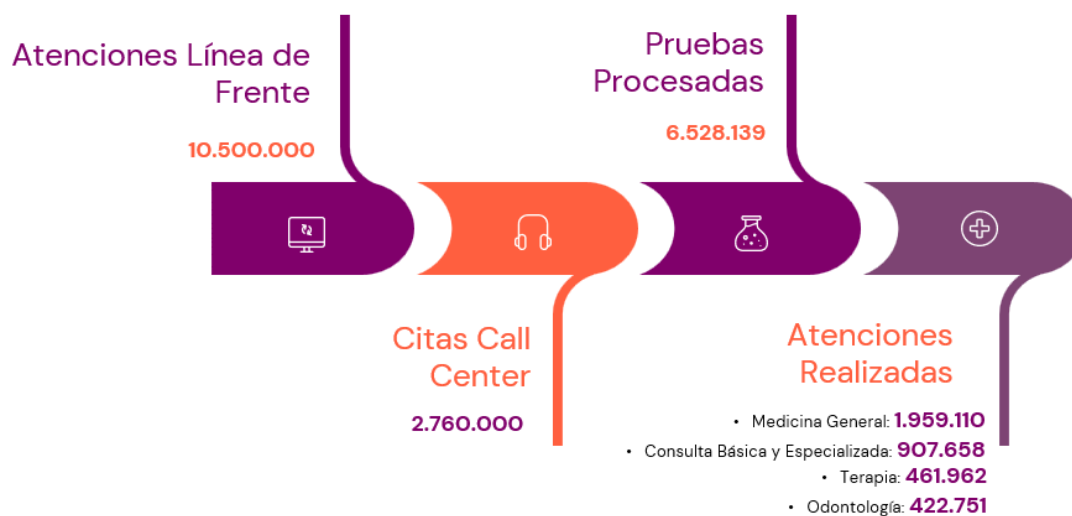 Atenciones Línea de
Frente
10.500.000
Citas Call
Center
2.760.000
Pruebas
Procesadas
6.528.139
Atenciones
Realizadas
• Medicina General: 1.959.110
• Consulta Básica y Especializada: 907.658
• Terapia: 461.962
• Odontología: 422.751